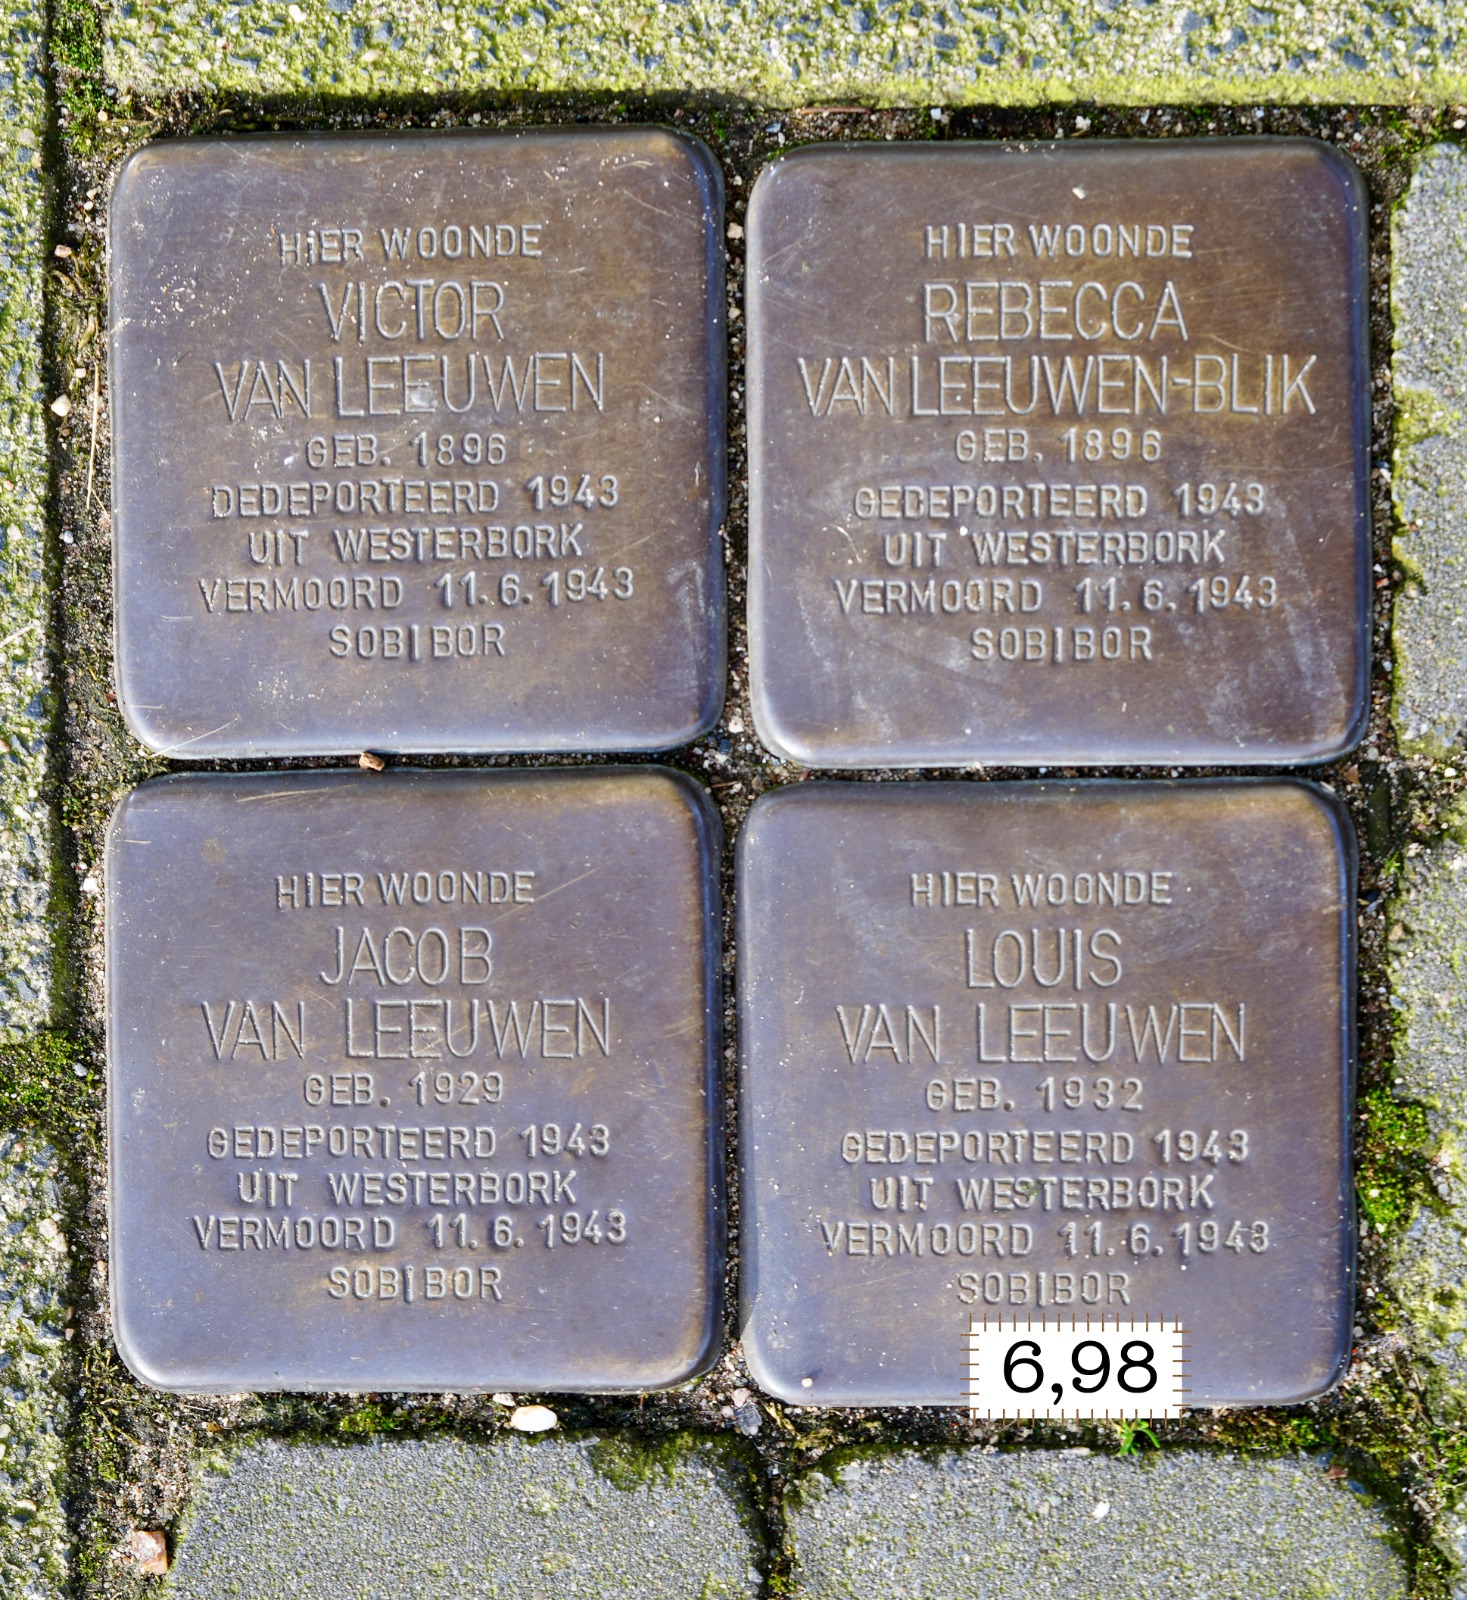 HIER WOONDE
VICTOR
VAN LEEUWEN
GEB. 1896
DEDEPORTEERD 1943
UIT WESTERBORK
VERMOORD 11.6.1943
SOBIBOR
HIER WOONDE
REBECCA
VAN LEEUWEN-BLIK
GEB. 1896
GEDEPORTEERD 1943
UIT WESTERBORK
VERMOORD 11.6.1943
SOBIBOR
HIER WOONDE
JACOB
VAN LEEUWEN
GEB. 1929
GEDEPORTEERD 1943
UIT WESTERBORK
VERMOORD 11.6.1943
SOBIBOR
HIER WOONDE
LOUIS
VAN LEEUWEN
GEB. 1932
GEDEPORTEERD 1943
UIT WESTERBORK
VERMOORD 11.6.1943
SOBIBOR
6,98